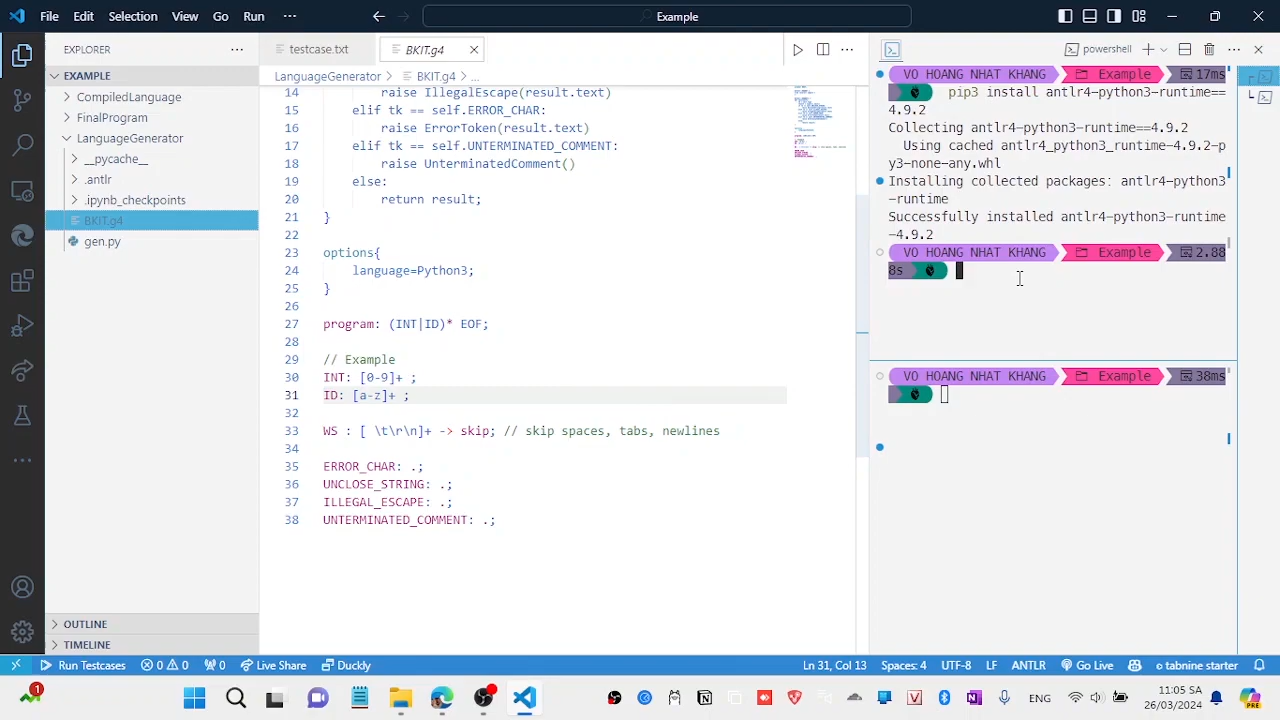 File Edit Selection View Go Run ··· Example
EXPLORER
EXAMPLE
CompiledLanguage
LanguageGenerator
__pycache__
antlr
.ipynb_checkpoints
BKIT.g4
gen.py
OUTLINE
TIMELINE
testcase.txt BKIT.g4
LanguageGenerator > BKIT.g4 > ...
14 raise IllegalEscape(result.text)
15 elif tk == self.ERROR_CHAR:
16 raise ErrorToken(result.text)
17 elif tk == self.UNTERMINATED_COMMENT:
18 raise UnterminatedComment()
19 else:
20 return result;
21 }
22
23 options{
24 language=Python3;
25 }
26
27 program: (INT|ID)* EOF;
28
29 // Example
30 INT: [0-9]+ ;
31 ID: [a-z]+ ;
32
33 WS : [ \t\r\n]+ -> skip; // skip spaces, tabs, newlines
34
35 ERROR_CHAR: .;
36 UNCLOSE_STRING: .;
37 ILLEGAL_ESCAPE: .;
38 UNTERMINATED_COMMENT: .;
powershell
VO HOANG NHAT KHANG Example 17ms
pip3 install antlr4-python3-runtime==
4.9.2
Collecting antlr4-python3-runtime==4.9.2
Using cached antlr4_python3_runtime-4.9.2-p
y3-none-any.whl
Installing collected packages: antlr4-python3
-runtime
Successfully installed antlr4-python3-runtime
-4.9.2
VO HOANG NHAT KHANG Example 2.88
8s
VO HOANG NHAT KHANG Example 38ms
Run Testcases 0 0 0 Live Share Duckly Ln 31, Col 13 Spaces: 4 UTF-8 LF ANTLR Go Live tabnine starter
1 ENG 11:05:55 SA
26/03/2024 PRE